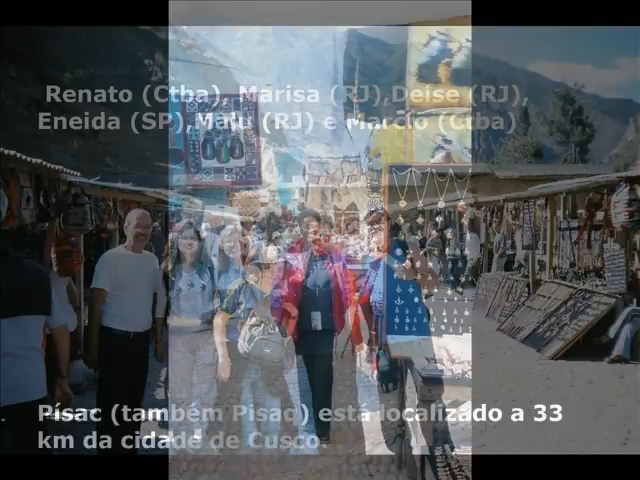 Renato (Ctba), Marisa (RJ),Deise (RJ),
Eneida (SP),Malu (RJ) e Marcio (Ctba)
Písac (também Pisaq) está localizado a 33
km da cidade de Cusco.